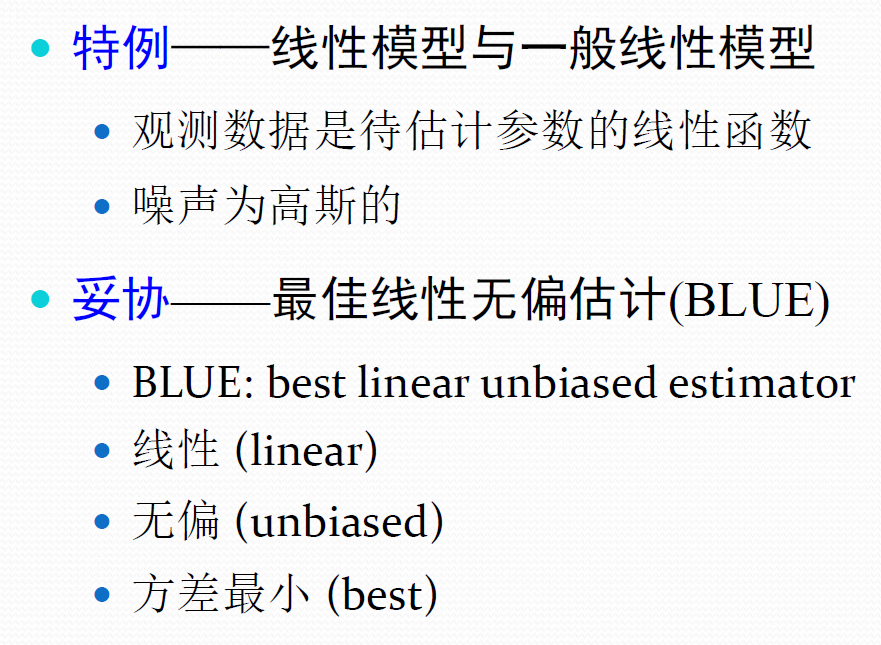 特例——线性模型与一般线性模型
观测数据是待估计参数的线性函数
噪声为高斯的
妥协——最佳线性无偏估计(BLUE)
BLUE: best linear unbiased estimator
线性 (linear)
无偏 (unbiased)
方差最小 (best)